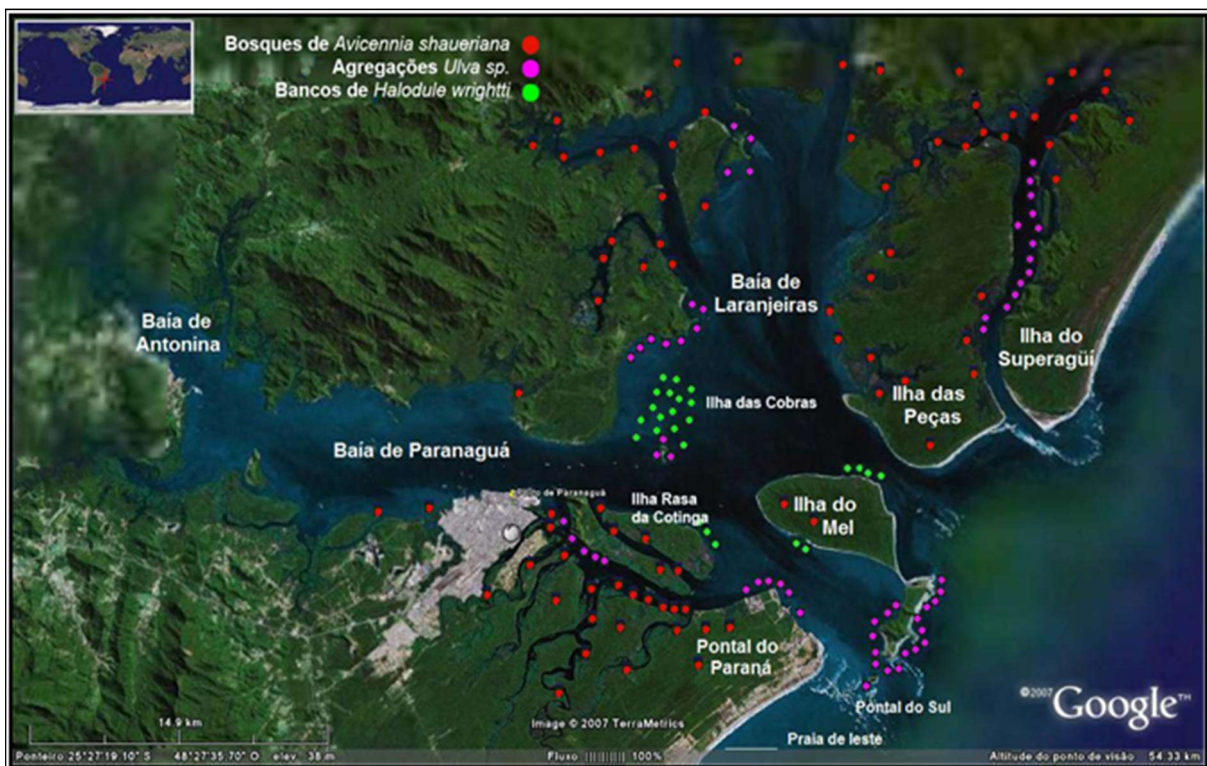 Bosques de Avicennia shaueriana
Agregações Ulva sp.
Bancos de Halodule wrightti
Baía de
Laranjeiras
Baía de
Antonina
Ilha do
Superagüí
Ilha das Cobras
Ilha das
Peças
Baía de Paranaguá
de Paranaguá
Ilha Rasa
da Cotinga
Ilha do
Mel
Pontal do
Paraná
Pontal do Sul
©2007 Google™
14.9 km
Image © 2007 TerraMetrics
Praia de leste
Ponteiro 25°27'19.10" S 48°27'35.70" O elev. 38 m
Fluxo ||||||||| 100%
Altitude do ponto de visão 54.33 km